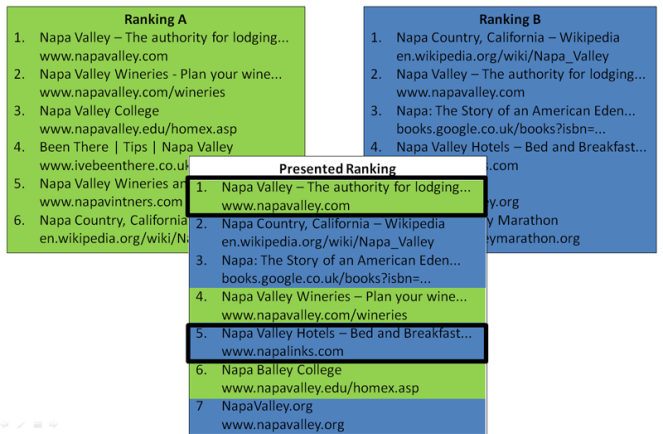 Ranking A
1. Napa Valley – The authority for lodging...
www.napavalley.com
2. Napa Valley Wineries - Plan your wine...
www.napavalley.com/wineries
3. Napa Valley College
www.napavalley.edu/homex.asp
4. Been There | Tips | Napa Valley
www.ivebeenthere.co.uk
5. Napa Valley Wineries an
www.napavintners.com
6. Napa Country, California
en.wikipedia.org/wiki/Na
Ranking B
1. Napa Country, California – Wikipedia
en.wikipedia.org/wiki/Napa_Valley
2. Napa Valley – The authority for lodging...
www.napavalley.com
3. Napa: The Story of an American Eden...
books.google.co.uk/books?isbn=...
4. Napa Valley Hotels – Bed and Breakfast...
s.com
ey.org
y Marathon
eymarathon.org
Presented Ranking
1. Napa Valley – The authority for lodging...
www.napavalley.com
2. Napa Country, California – Wikipedia
en.wikipedia.org/wiki/Napa_Valley
3. Napa: The Story of an American Eden...
books.google.co.uk/books?isbn=...
4. Napa Valley Wineries – Plan your wine...
www.napavalley.com/wineries
5. Napa Valley Hotels – Bed and Breakfast...
www.napalinks.com
6. Napa Balley College
www.napavalley.edu/homex.asp
7 NapaValley.org
www.napavalley.org